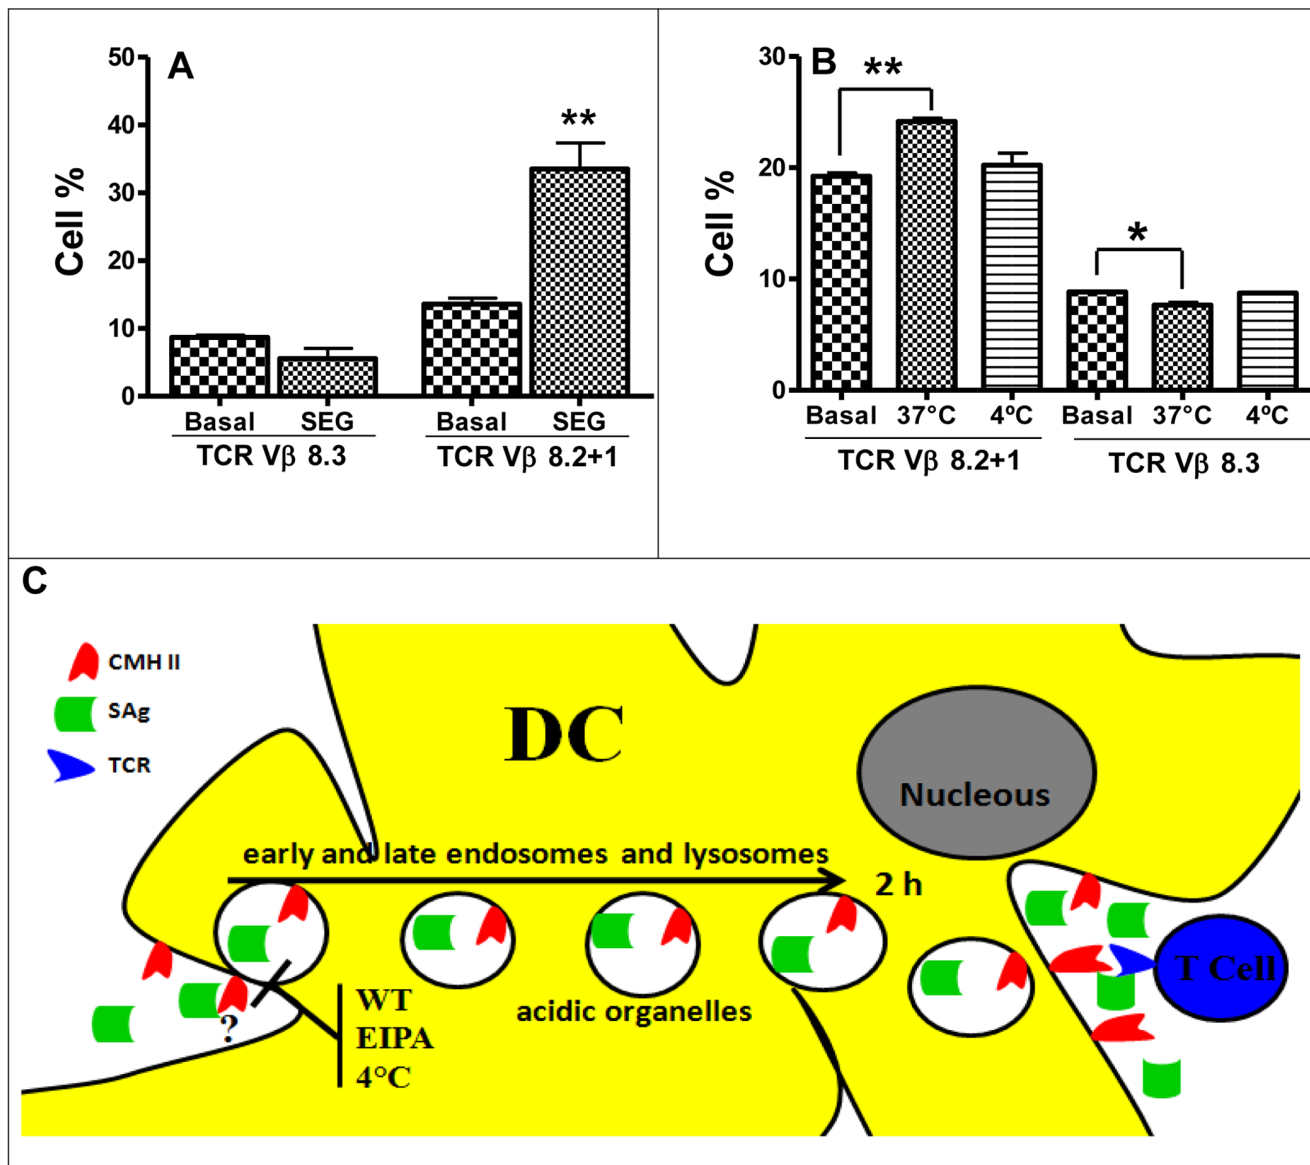 A
Cell %
50
40
30
20
10
0
**
Basal SEG Basal SEG
TCR Vβ 8.3 TCR Vβ 8.2+1
B
Cell %
30
20
10
0
**
*
Basal 37°C 4ºC Basal 37°C 4ºC
TCR Vβ 8.2+1 TCR Vβ 8.3
C
CMH II
SAg
TCR
DC
Nucleous
early and late endosomes and lysosomes
2 h
T Cell
acidic organelles
?
WT
EIPA
4°C